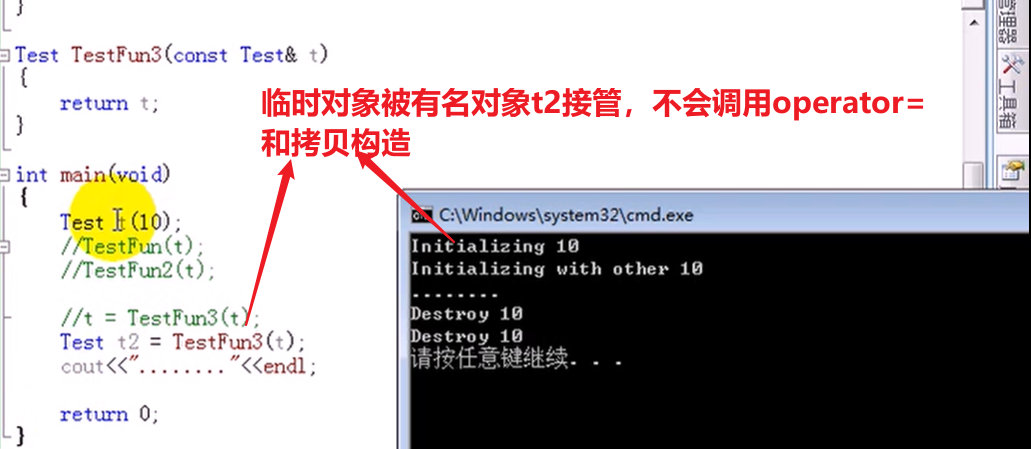 }
Test TestFun3(const Test& t)
{
return t;
}
临时对象被有名对象t2接管，不会调用operator=
和拷贝构造
int main(void)
{
Test t(10);
//TestFun(t);
//TestFun2(t);
//t = TestFun3(t);
Test t2 = TestFun3(t);
cout<<"........"<<endl;
return 0;
}
C:\Windows\system32\cmd.exe
Initializing 10
Initializing with other 10
........
Destroy 10
Destroy 10
请按任意键继续. . .
管理器
工具箱